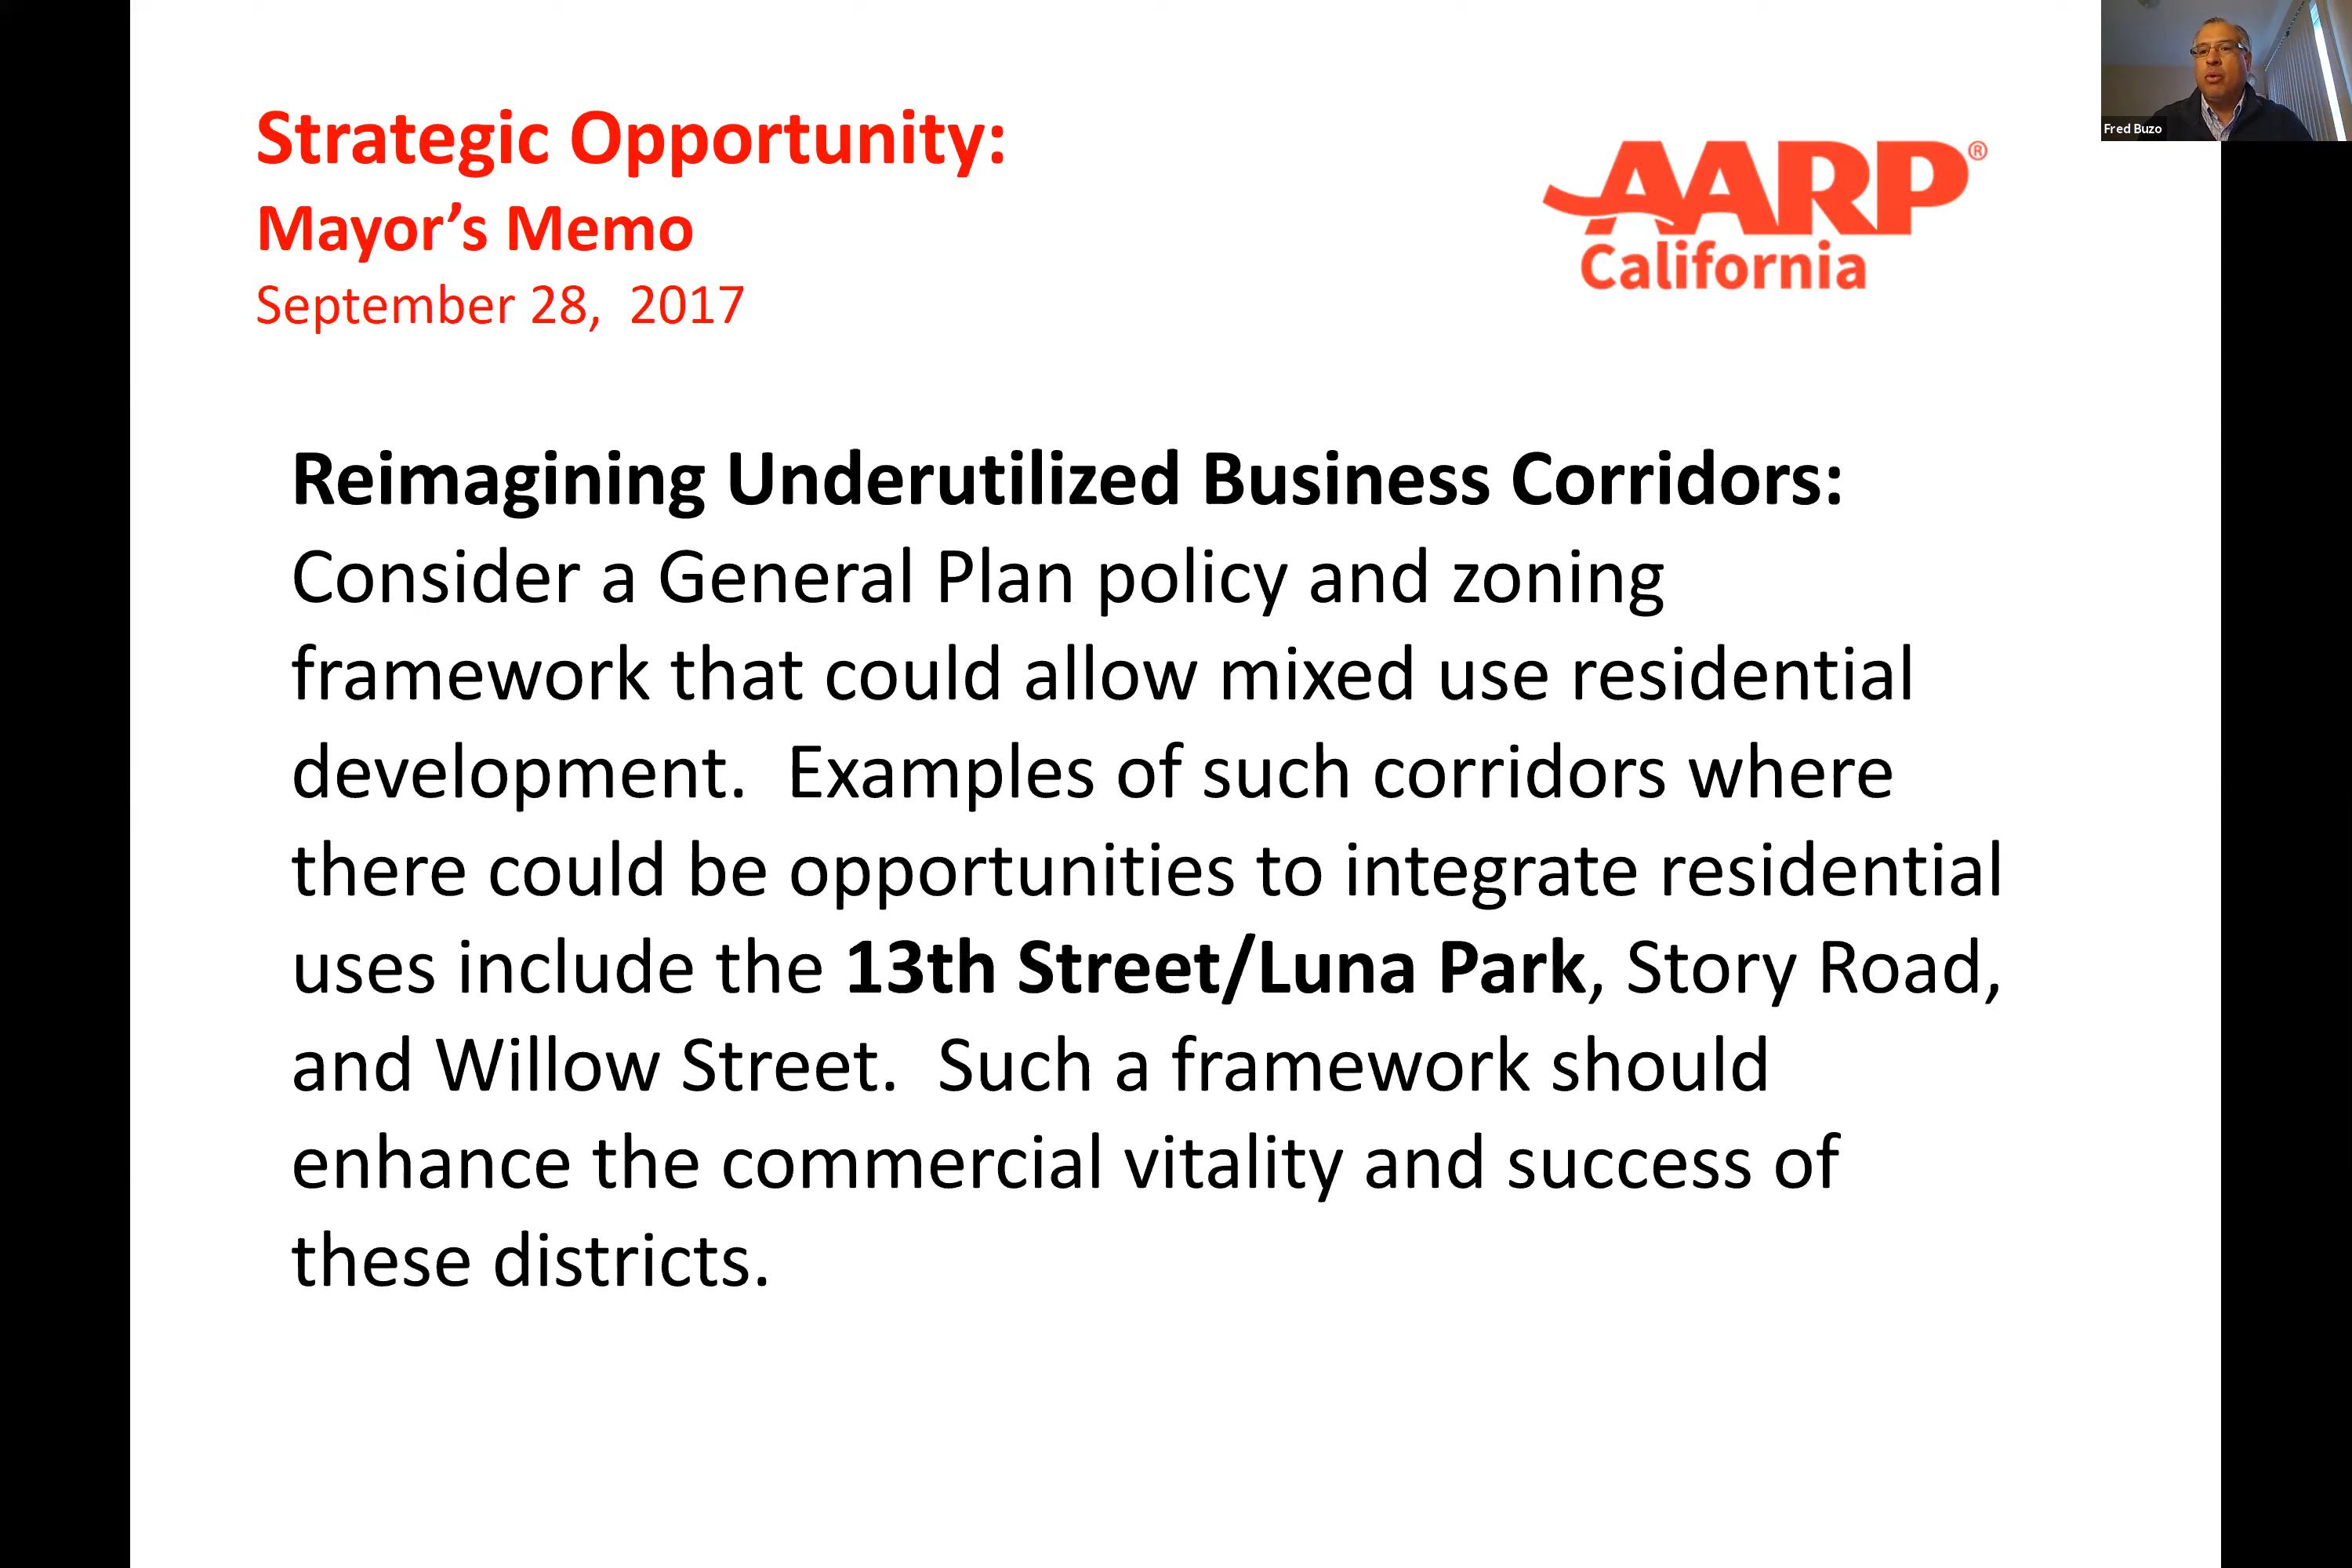 Strategic Opportunity:
Mayor’s Memo
September 28,  2017
AARP®
California
Fred Buzo
Reimagining Underutilized Business Corridors:
Consider a General Plan policy and zoning
framework that could allow mixed use residential
development.  Examples of such corridors where
there could be opportunities to integrate residential
uses include the 13th Street/Luna Park, Story Road,
and Willow Street.  Such a framework should
enhance the commercial vitality and success of
these districts.